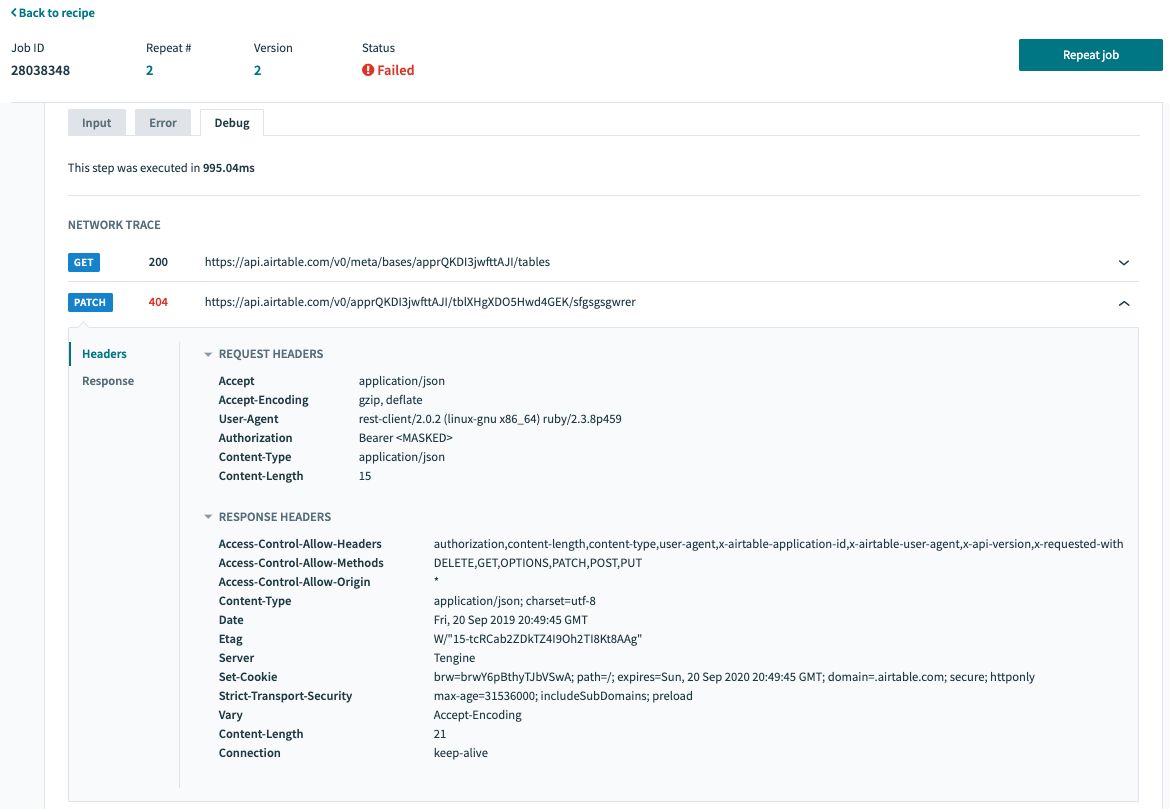 Back to recipe
Job ID Repeat # Version Status
28038348 2 2 Failed
Repeat job
Input Error Debug
This step was executed in 995.04ms
NETWORK TRACE
GET 200 https://api.airtable.com/v0/meta/bases/apprQKDI3jwfttAJI/tables
PATCH 404 https://api.airtable.com/v0/apprQKDI3jwfttAJI/tblXHgXDO5Hwd4GEK/sfgsgsgwrer
Headers
Response
REQUEST HEADERS
Accept application/json
Accept-Encoding gzip, deflate
User-Agent rest-client/2.0.2 (linux-gnu x86_64) ruby/2.3.8p459
Authorization Bearer <MASKED>
Content-Type application/json
Content-Length 15
RESPONSE HEADERS
Access-Control-Allow-Headers authorization,content-length,content-type,user-agent,x-airtable-application-id,x-airtable-user-agent,x-api-version,x-requested-with
Access-Control-Allow-Methods DELETE,GET,OPTIONS,PATCH,POST,PUT
Access-Control-Allow-Origin *
Content-Type application/json; charset=utf-8
Date Fri, 20 Sep 2019 20:49:45 GMT
Etag W/"15-tcRCab2ZDkTZ4I9Oh2TI8Kt8AAg"
Server Tengine
Set-Cookie brw=brwY6pBthyTJbVSwA; path=/; expires=Sun, 20 Sep 2020 20:49:45 GMT; domain=.airtable.com; secure; httponly
Strict-Transport-Security max-age=31536000; includeSubDomains; preload
Vary Accept-Encoding
Content-Length 21
Connection keep-alive